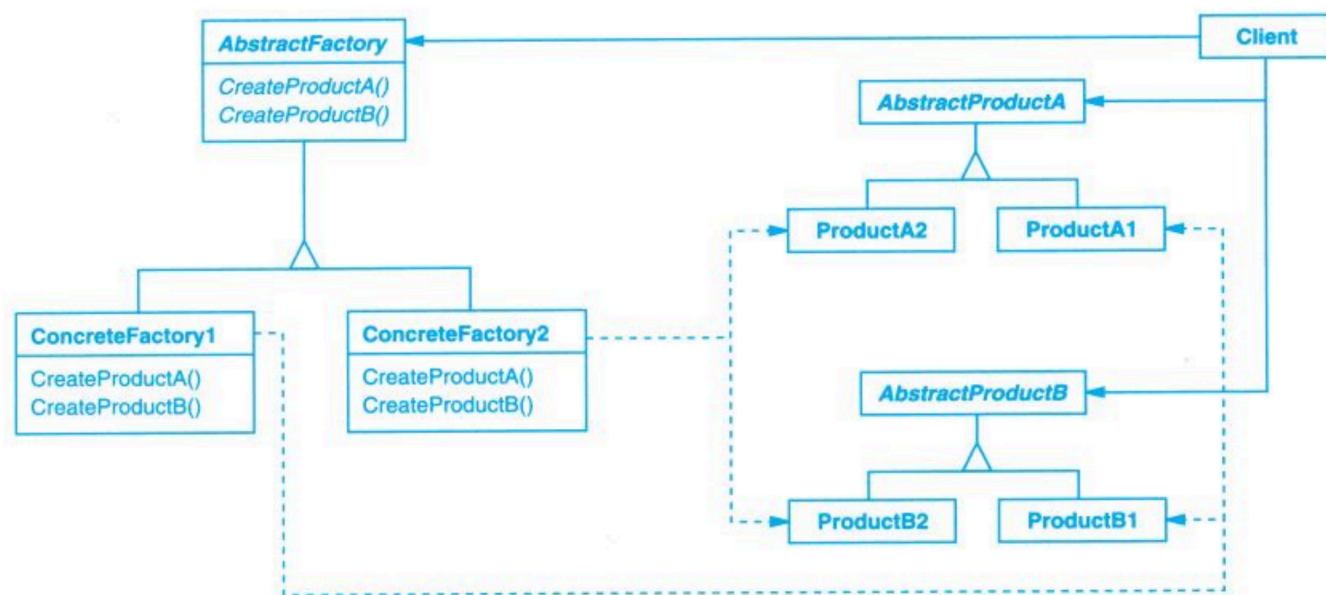 AbstractFactory
CreateProductA()
CreateProductB()
Client
AbstractProductA
ProductA2
ProductA1
ConcreteFactory1
CreateProductA()
CreateProductB()
ConcreteFactory2
CreateProductA()
CreateProductB()
AbstractProductB
ProductB2
ProductB1